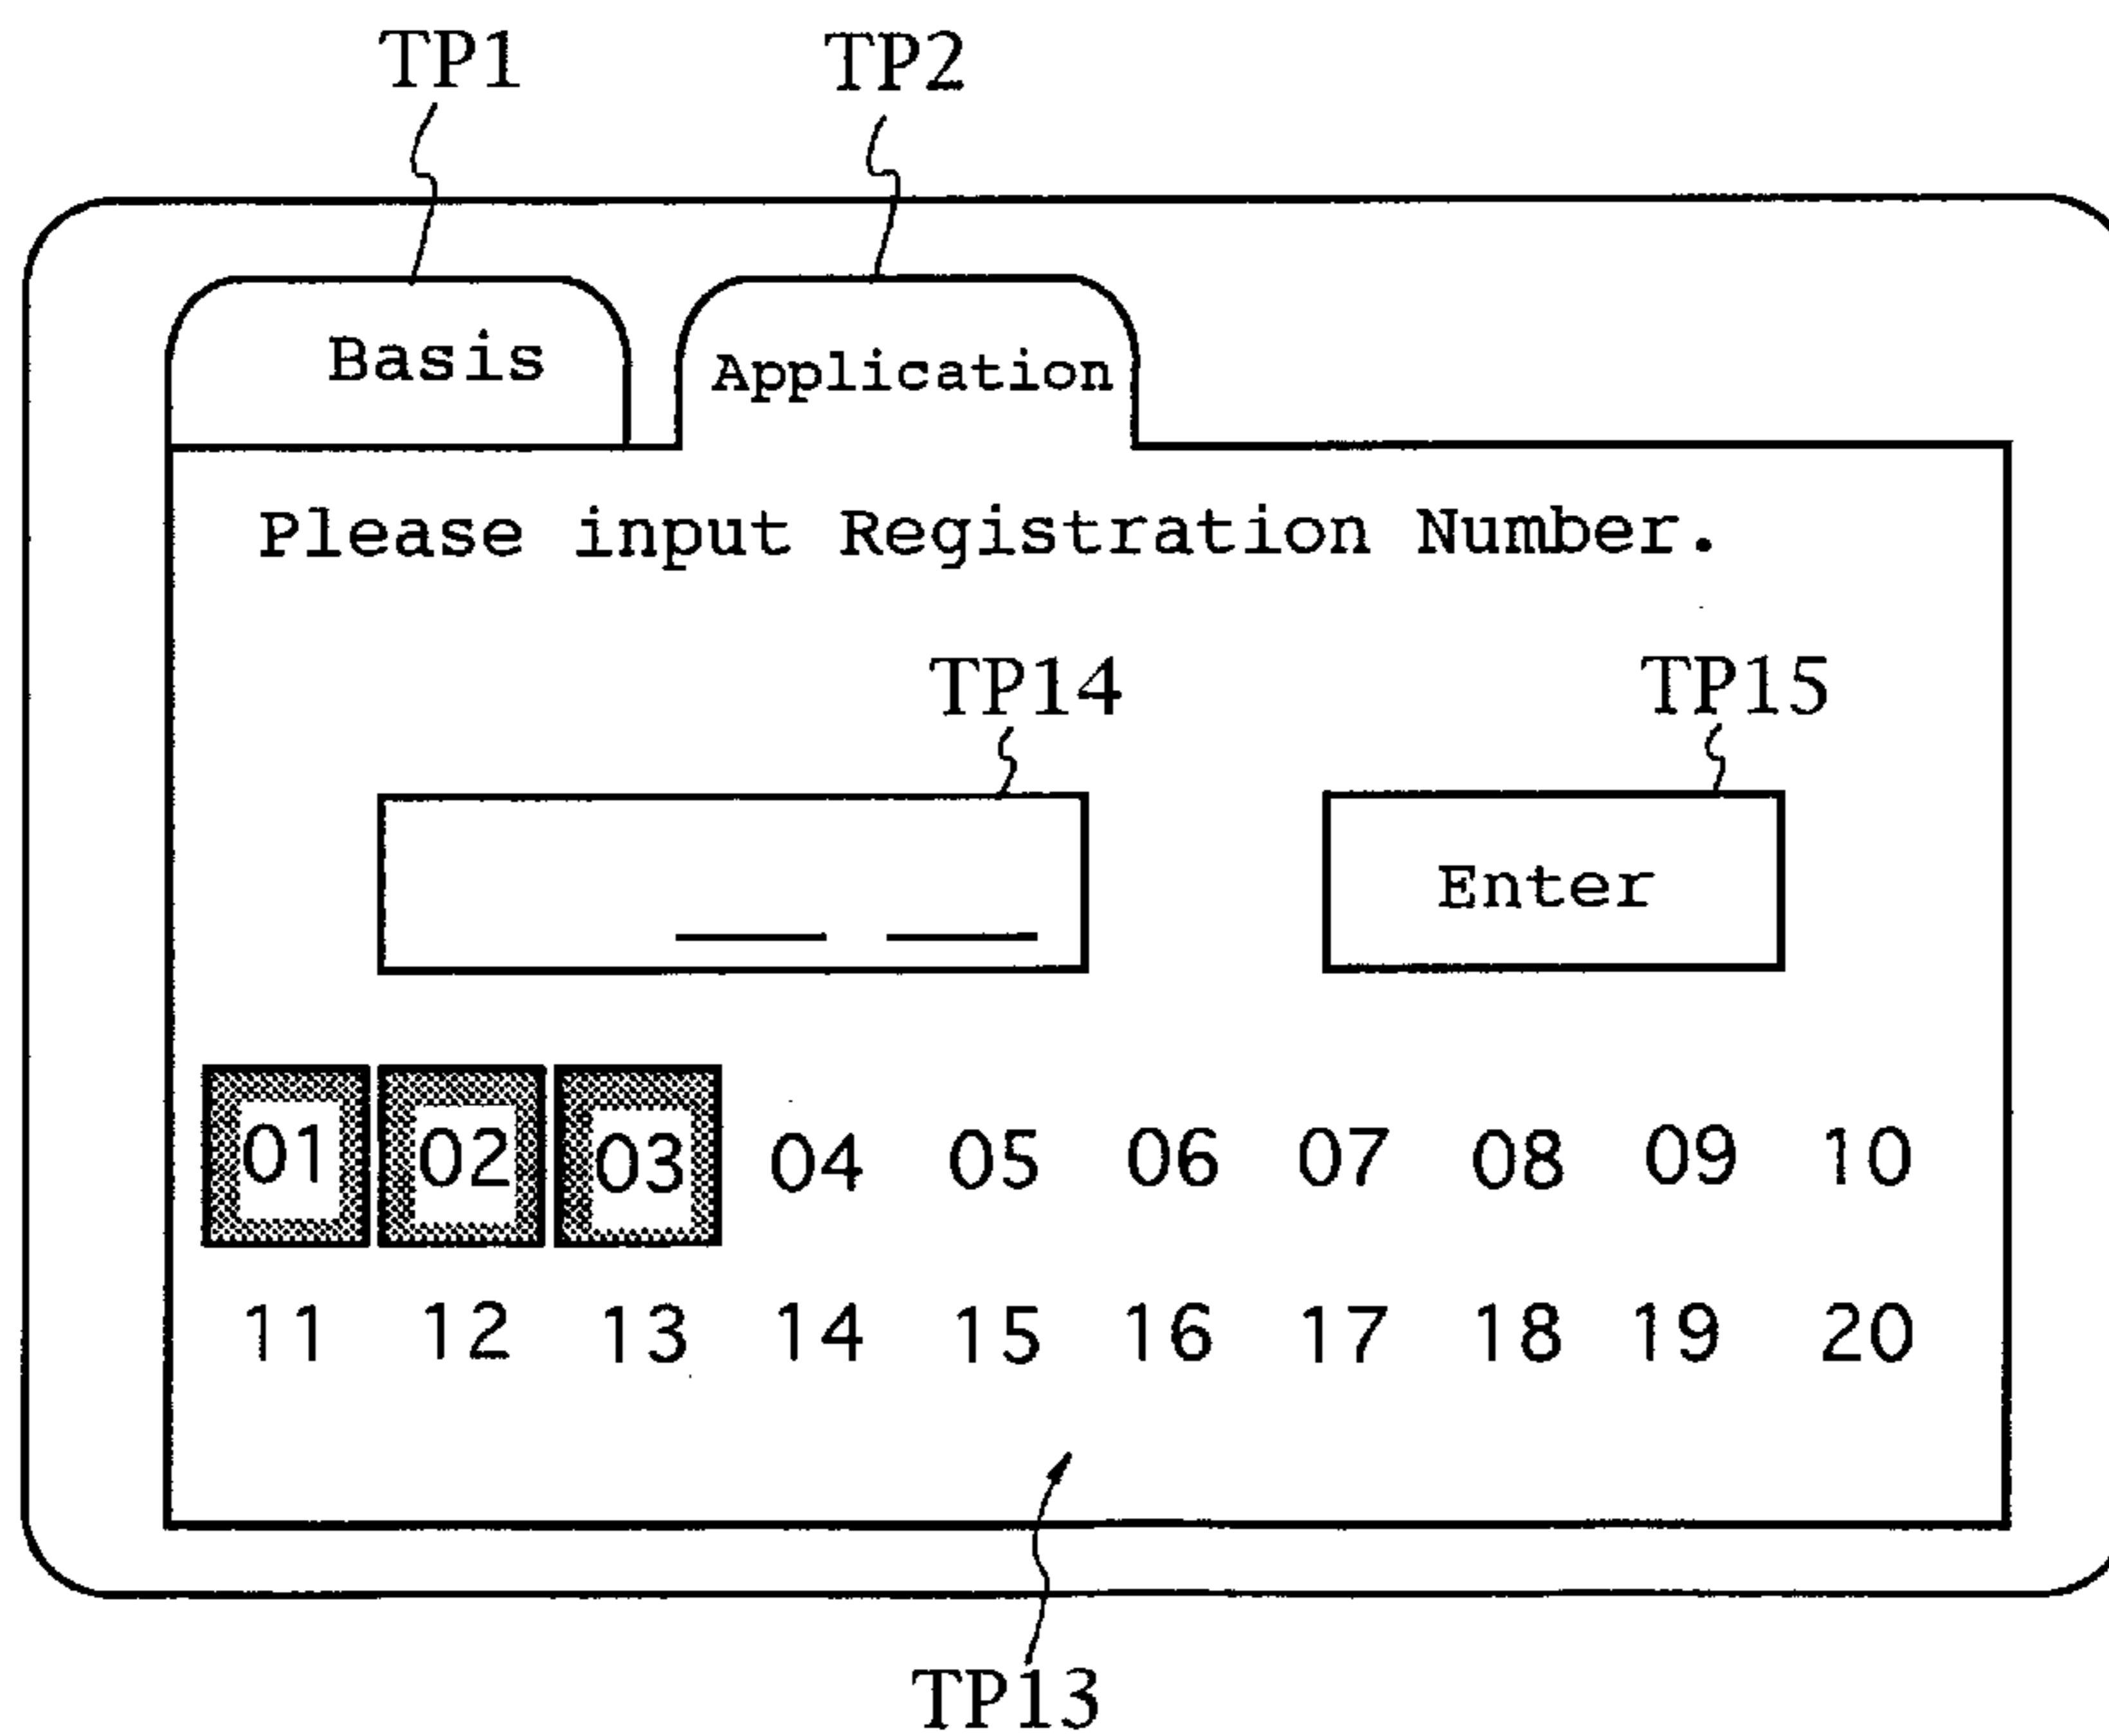 TP1 TP2
Basis Application
Please input Registration Number.
TP14 TP15
Enter
01 02 03 04 05 06 07 08 09 10
11 12 13 14 15 16 17 18 19 20
TP13